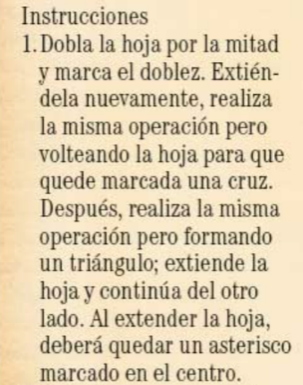 Instrucciones
1. Dobla la hoja por la mitad
y marca el doblez. Extién-
dela nuevamente, realiza
la misma operación pero
volteando la hoja para que
quede marcada una cruz.
Después, realiza la misma
operación pero formando
un triángulo; extiende la
hoja y continúa del otro
lado. Al extender la hoja,
deberá quedar un asterisco
marcado en el centro.